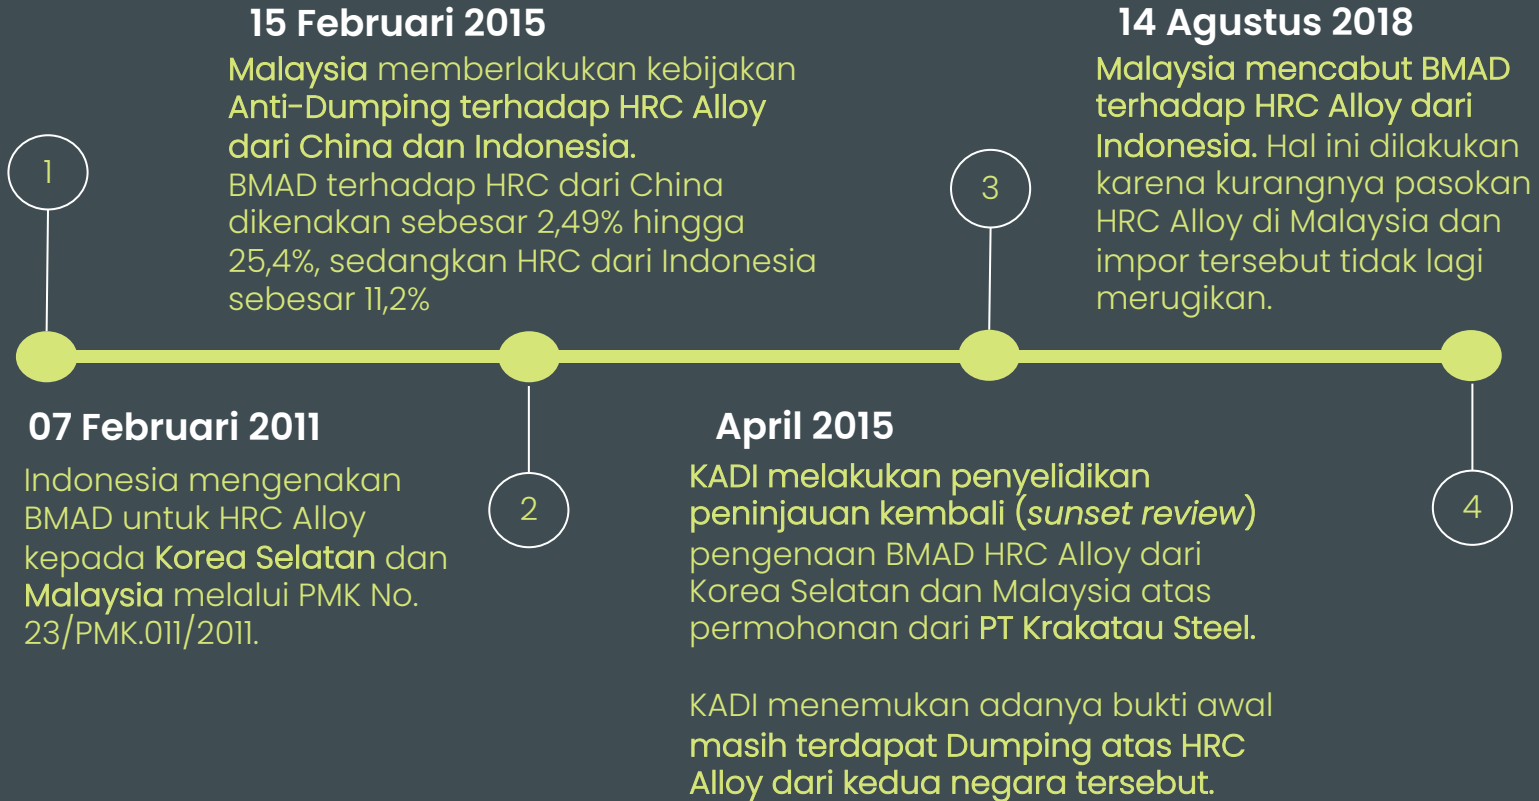 1
07 Februari 2011
Indonesia mengenakan
BMAD untuk HRC Alloy
kepada Korea Selatan dan
Malaysia melalui PMK No.
23/PMK.011/2011.
2
15 Februari 2015
Malaysia memberlakukan kebijakan
Anti-Dumping terhadap HRC Alloy
dari China dan Indonesia.
BMAD terhadap HRC dari China
dikenakan sebesar 2,49% hingga
25,4%, sedangkan HRC dari Indonesia
sebesar 11,2%
3
April 2015
KADI melakukan penyelidikan
peninjauan kembali (sunset review)
pengenaan BMAD HRC Alloy dari
Korea Selatan dan Malaysia atas
permohonan dari PT Krakatau Steel.
KADI menemukan adanya bukti awal
masih terdapat Dumping atas HRC
Alloy dari kedua negara tersebut.
4
14 Agustus 2018
Malaysia mencabut BMAD
terhadap HRC Alloy dari
Indonesia. Hal ini dilakukan
karena kurangnya pasokan
HRC Alloy di Malaysia dan
impor tersebut tidak lagi
merugikan.